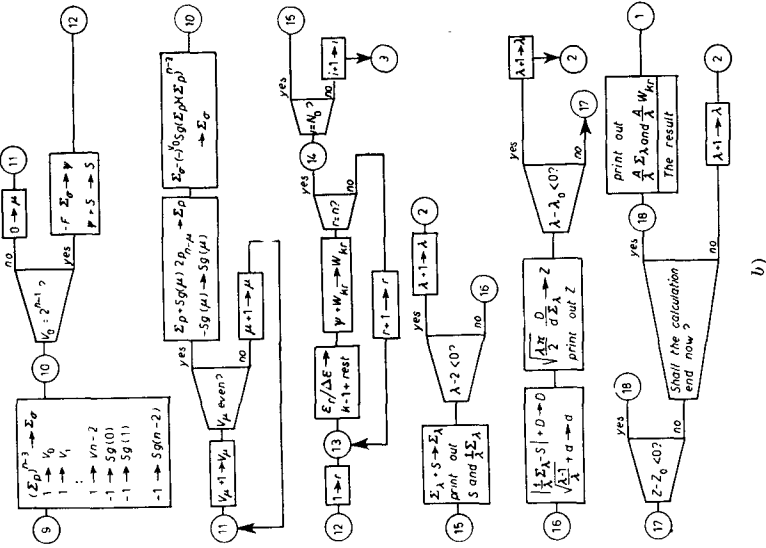 9
(Σp)ⁿ⁻³ → Σσ
1 → V₀
1 → V₁
:
1 → Vn-2
-1 → Sg(0)
-1 → Sg(1)
-1 → Sg(n-2)
10
V₀ = 2ⁿ⁻¹ ?
no
0 → μ
11
yes
-F Σσ → ψ
ψ + S → S
12
11
Vμ+1 → Vμ
Vμ even?
yes
Σp + Sg(μ) 2pₙ₋μ → Σp
-Sg(μ) → Sg(μ)
Σσ(-)^V₀ Sg(Σp)×(Σp)ⁿ⁻³
→ Σσ
10
no
μ+1 → μ
12
1 → r
13
εr/ΔE →
k-1 + rest
ψ + Wkr → Wkr
r=n?
yes
14
no
r+1 → r
ν=N₀?
yes
15
no
i+1 → i
3
15
Σλ + S → Σλ
print out
S and 1/λ Σλ
λ-2 <0?
yes
λ+1 → λ
2
no
16
16
|1/λ Σλ - S| + D → D
√(λ-1)/λ + d → d
√(λπ/2) D/(d Σλ) → Z
print out Z
λ - λ₀ <0?
yes
λ+1 → λ
2
no
17
17
Z-Z₀ <0?
yes
18
no
Shall the calculation
end now?
yes
18
print out
A/λ Σλ and A/λ Wkr
The result
1
no
λ+1 → λ
2
b)